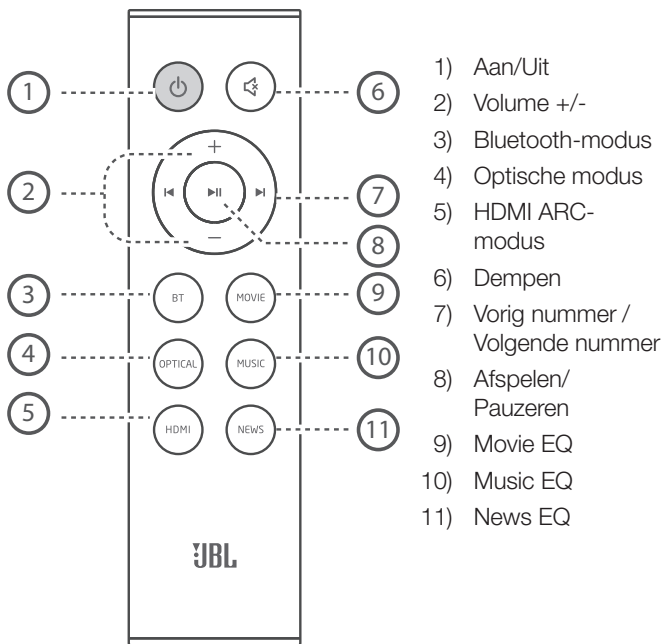 1
2
3
4
5
6
7
8
9
10
11
BT
MOVIE
OPTICAL
MUSIC
HDMI
NEWS
JBL
1) Aan/Uit
2) Volume +/-
3) Bluetooth-modus
4) Optische modus
5) HDMI ARC-
modus
6) Dempen
7) Vorig nummer /
Volgende nummer
8) Afspelen/
Pauzeren
9) Movie EQ
10) Music EQ
11) News EQ